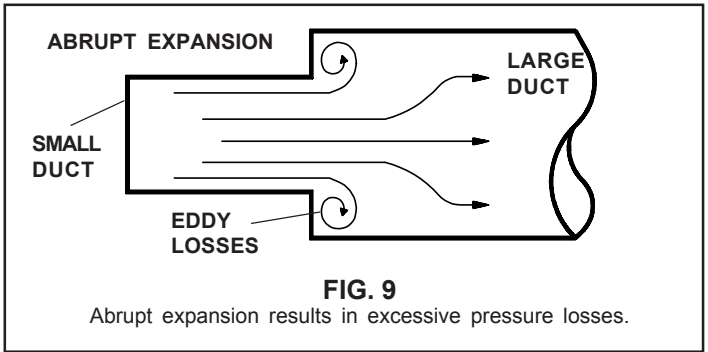 ABRUPT EXPANSION
LARGE
DUCT
SMALL
DUCT
EDDY
LOSSES
FIG. 9
Abrupt expansion results in excessive pressure losses.